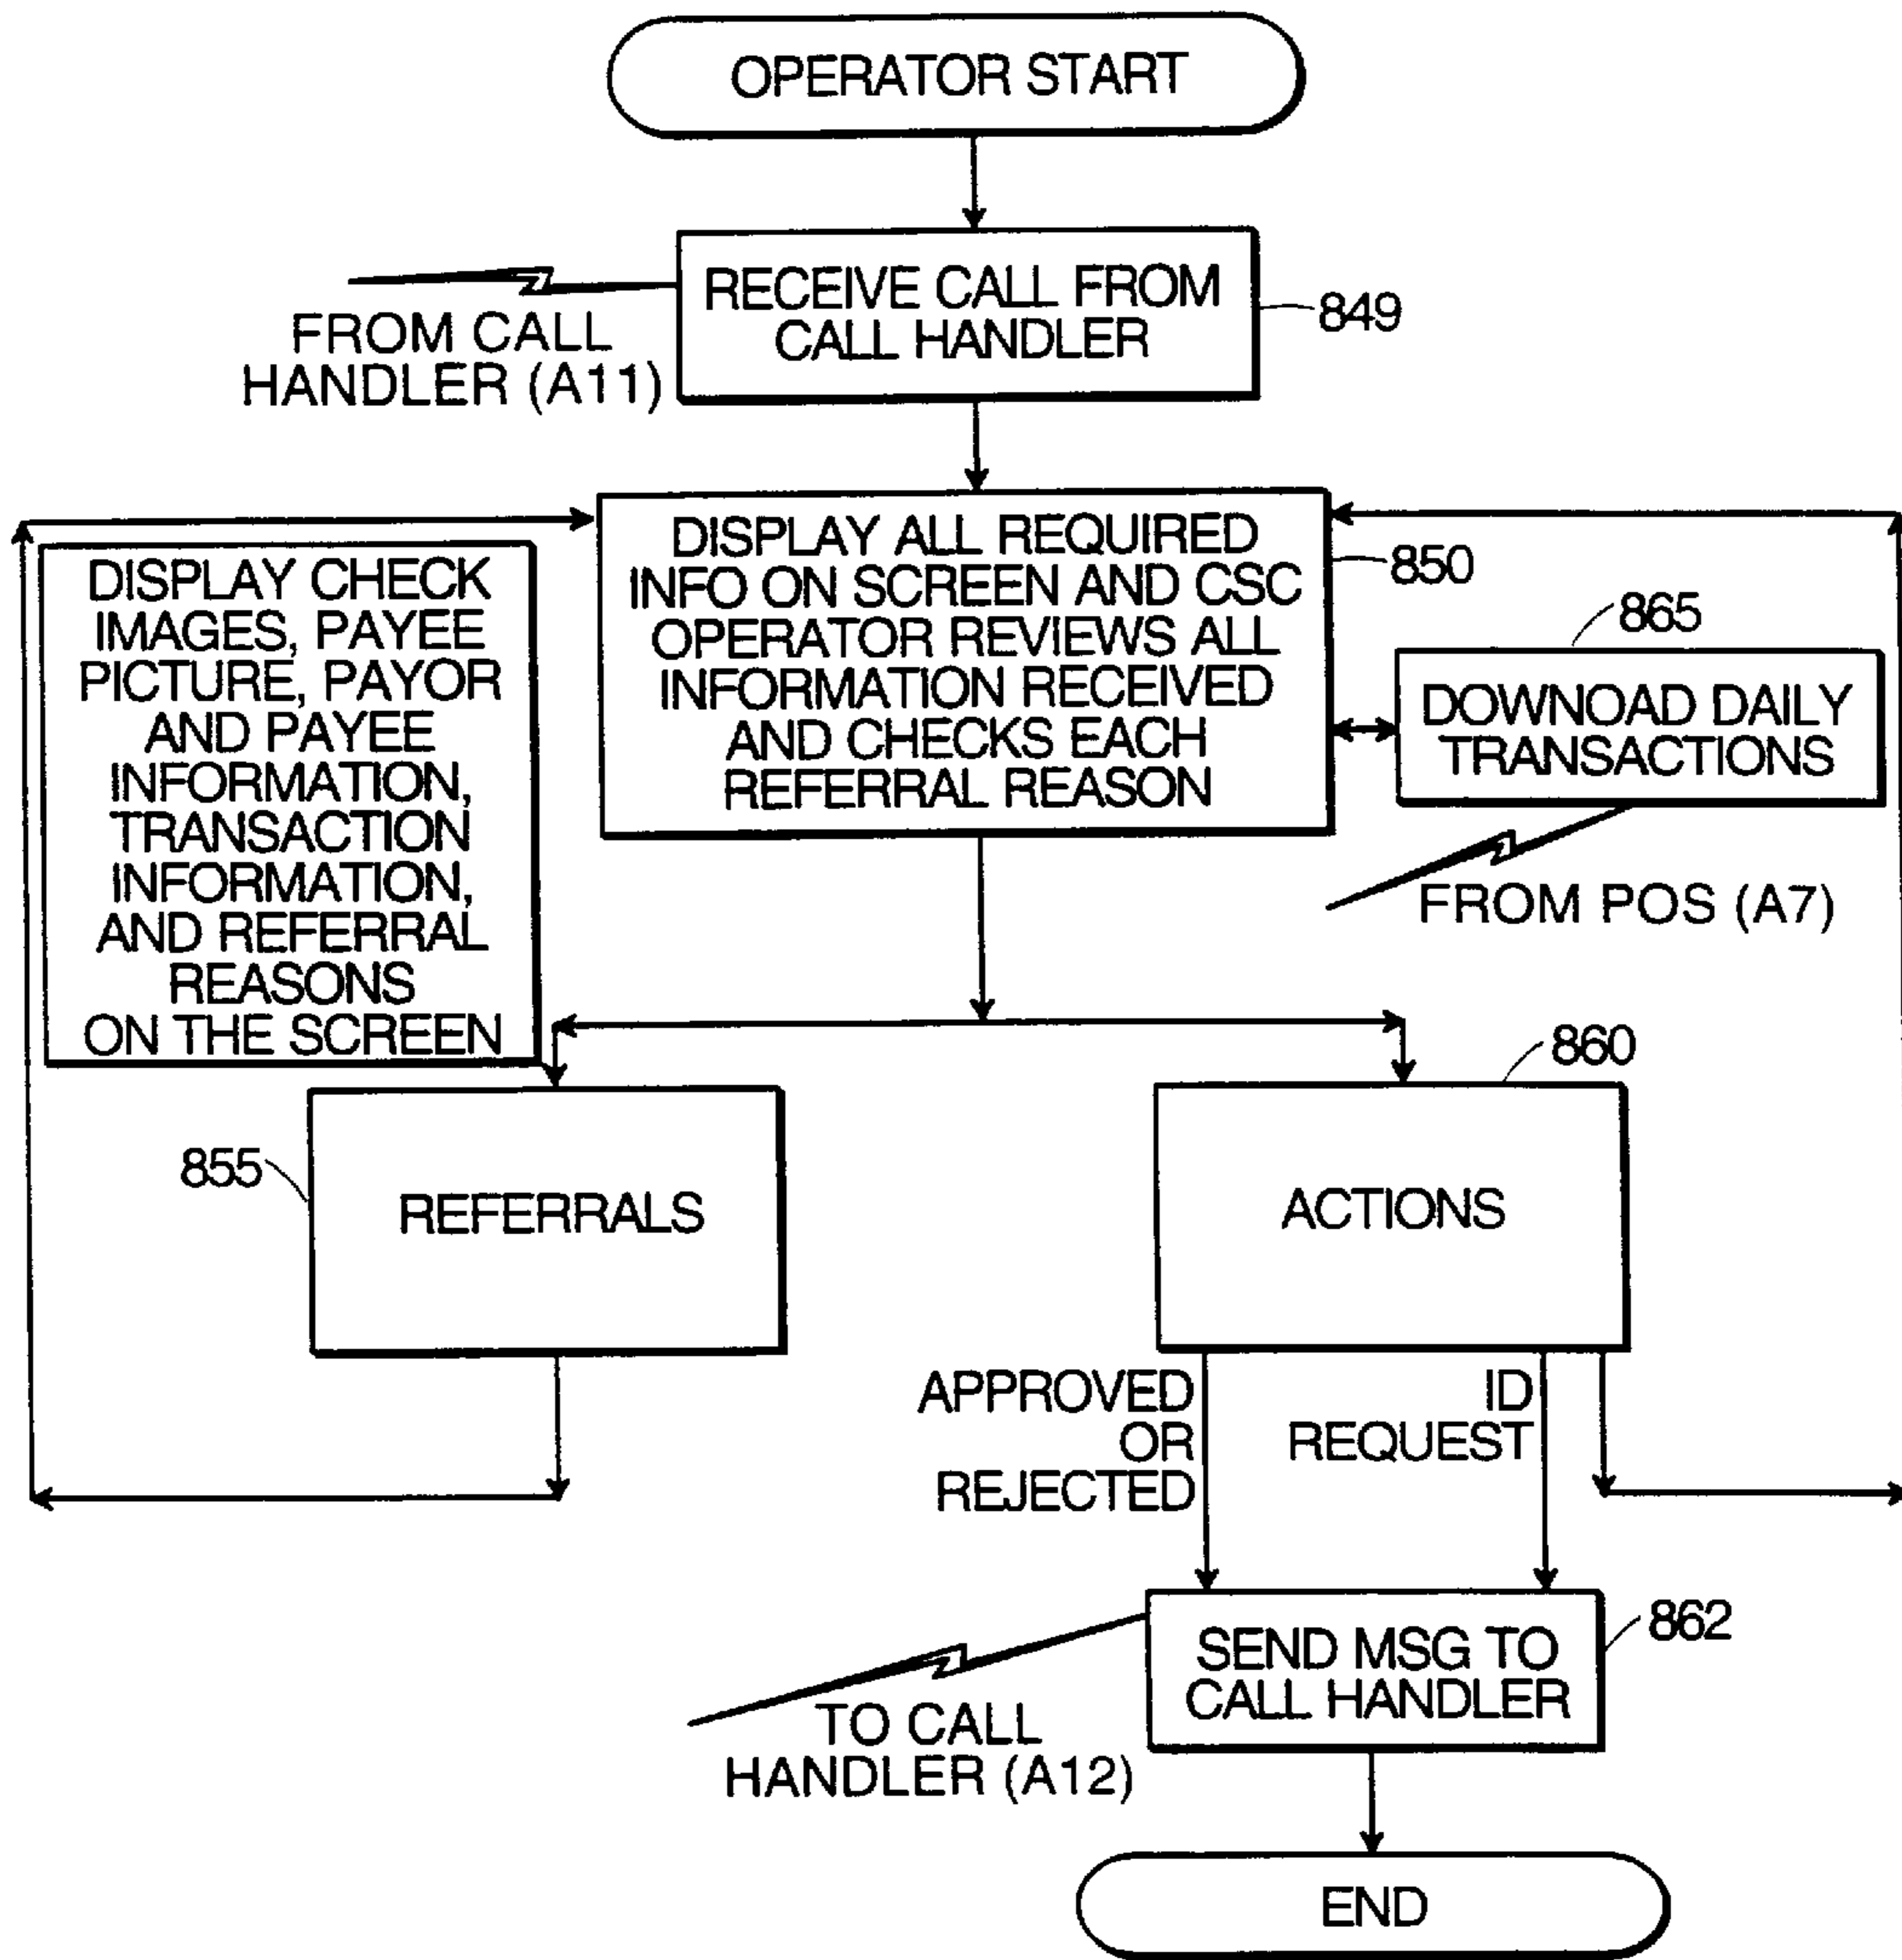 OPERATOR START
RECEIVE CALL FROM
CALL HANDLER
849
FROM CALL
HANDLER (A11)
DISPLAY ALL REQUIRED
INFO ON SCREEN AND CSC
OPERATOR REVIEWS ALL
INFORMATION RECEIVED
AND CHECKS EACH
REFERRAL REASON
850
DISPLAY CHECK
IMAGES, PAYEE
PICTURE, PAYOR
AND PAYEE
INFORMATION,
TRANSACTION
INFORMATION,
AND REFERRAL
REASONS
ON THE SCREEN
865
DOWNOAD DAILY
TRANSACTIONS
FROM POS (A7)
860
855
REFERRALS
ACTIONS
APPROVED
OR
REJECTED
ID
REQUEST
SEND MSG TO
CALL HANDLER
862
TO CALL
HANDLER (A12)
END